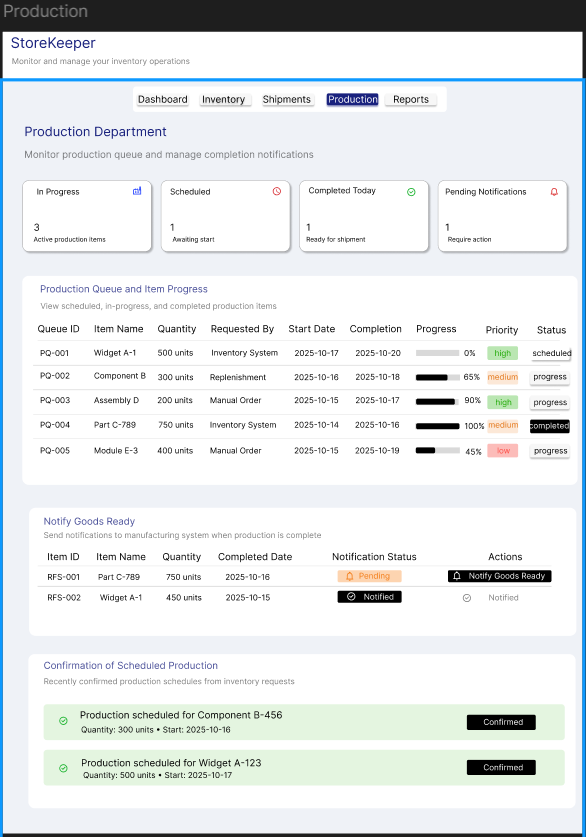 Production
StoreKeeper
Monitor and manage your inventory operations
Dashboard Inventory Shipments Production Reports
Production Department
Monitor production queue and manage completion notifications
In Progress Scheduled Completed Today Pending Notifications
3 1 1 1
Active production items Awaiting start Ready for shipment Require action
Production Queue and Item Progress
View scheduled, in-progress, and completed production items
Queue ID Item Name Quantity Requested By Start Date Completion Progress Priority Status
PQ-001 Widget A-1 500 units Inventory System 2025-10-17 2025-10-20 0% high scheduled
PQ-002 Component B 300 units Replenishment 2025-10-16 2025-10-18 65% medium progress
PQ-003 Assembly D 200 units Manual Order 2025-10-15 2025-10-17 90% high progress
PQ-004 Part C-789 750 units Inventory System 2025-10-14 2025-10-16 100% medium completed
PQ-005 Module E-3 400 units Manual Order 2025-10-15 2025-10-19 45% low progress
Notify Goods Ready
Send notifications to manufacturing system when production is complete
Item ID Item Name Quantity Completed Date Notification Status Actions
RFS-001 Part C-789 750 units 2025-10-16 Pending Notify Goods Ready
RFS-002 Widget A-1 450 units 2025-10-15 Notified Notified
Confirmation of Scheduled Production
Recently confirmed production schedules from inventory requests
Production scheduled for Component B-456
Quantity: 300 units • Start: 2025-10-16
Confirmed
Production scheduled for Widget A-123
Quantity: 500 units • Start: 2025-10-17
Confirmed